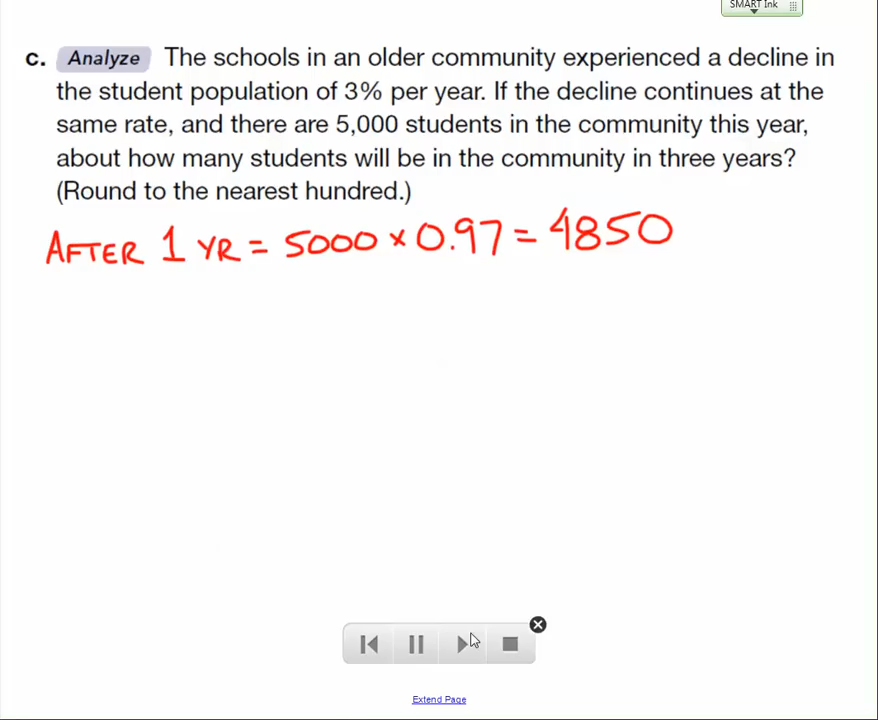 SMART Ink
c. Analyze The schools in an older community experienced a decline in
the student population of 3% per year. If the decline continues at the
same rate, and there are 5,000 students in the community this year,
about how many students will be in the community in three years?
(Round to the nearest hundred.)
AFTER 1 YR = 5000 × 0.97 = 4850
Extend Page